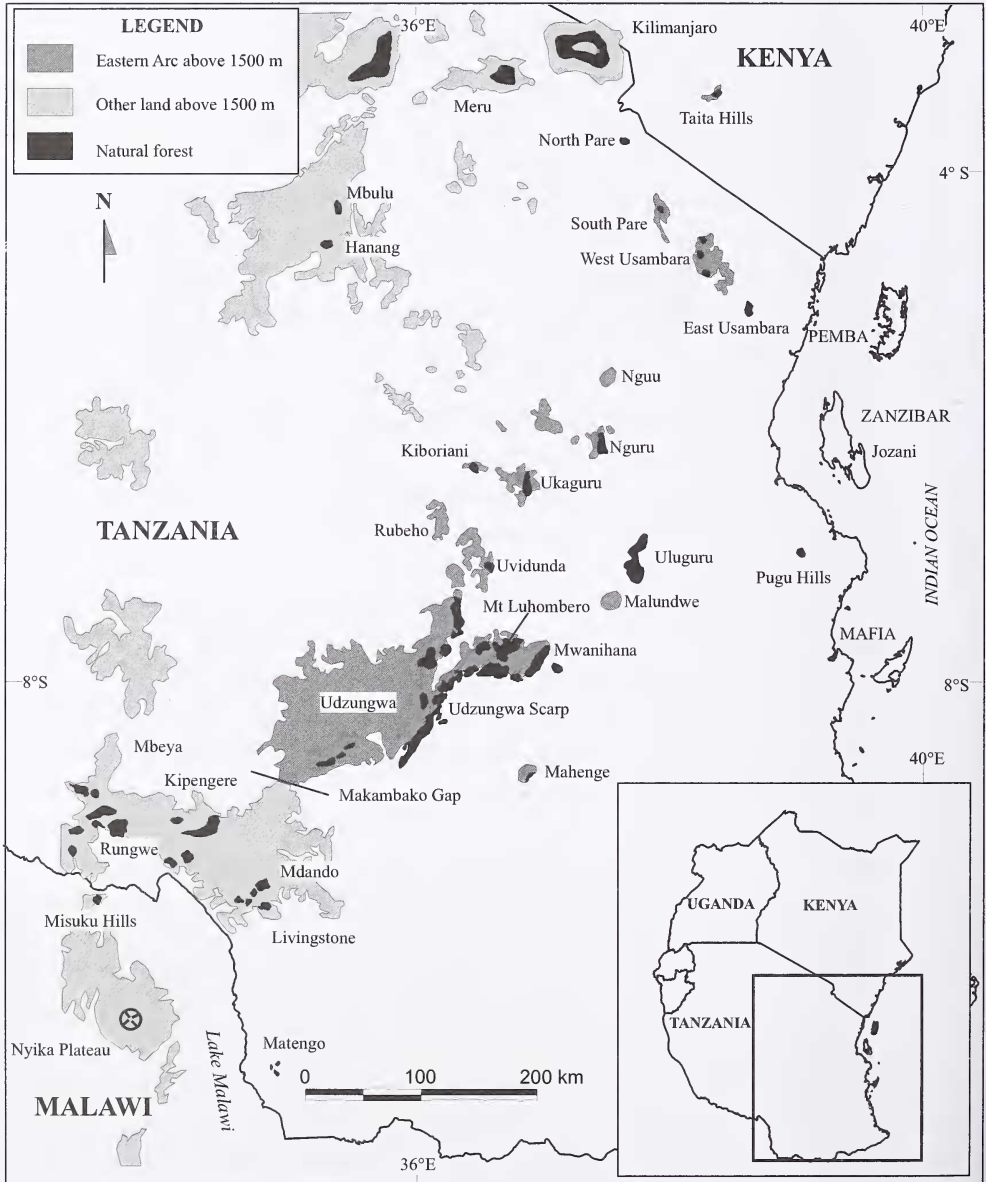 LEGEND
Eastern Arc above 1500 m
Other land above 1500 m
Natural forest
36°E
40°E
Kilimanjaro
KENYA
Meru
Taita Hills
North Pare
4° S
N
Mbulu
Hanang
South Pare
West Usambara
East Usambara
PEMBA
Nguu
ZANZIBAR
Jozani
Kiboriani
Nguru
Ukaguru
TANZANIA
Rubeho
Uvidunda
Uluguru
Pugu Hills
INDIAN OCEAN
Malundwe
Mt Luhombero
MAFIA
Mwanihana
8°S
8°S
Udzungwa
Udzungwa Scarp
Mbeya
Kipengere
Mahenge
40°E
Makambako Gap
Rungwe
Mdando
Misuku Hills
Livingstone
UGANDA
KENYA
TANZANIA
Nyika Plateau
Lake Malawi
Matengo
0 100 200 km
MALAWI
36°E